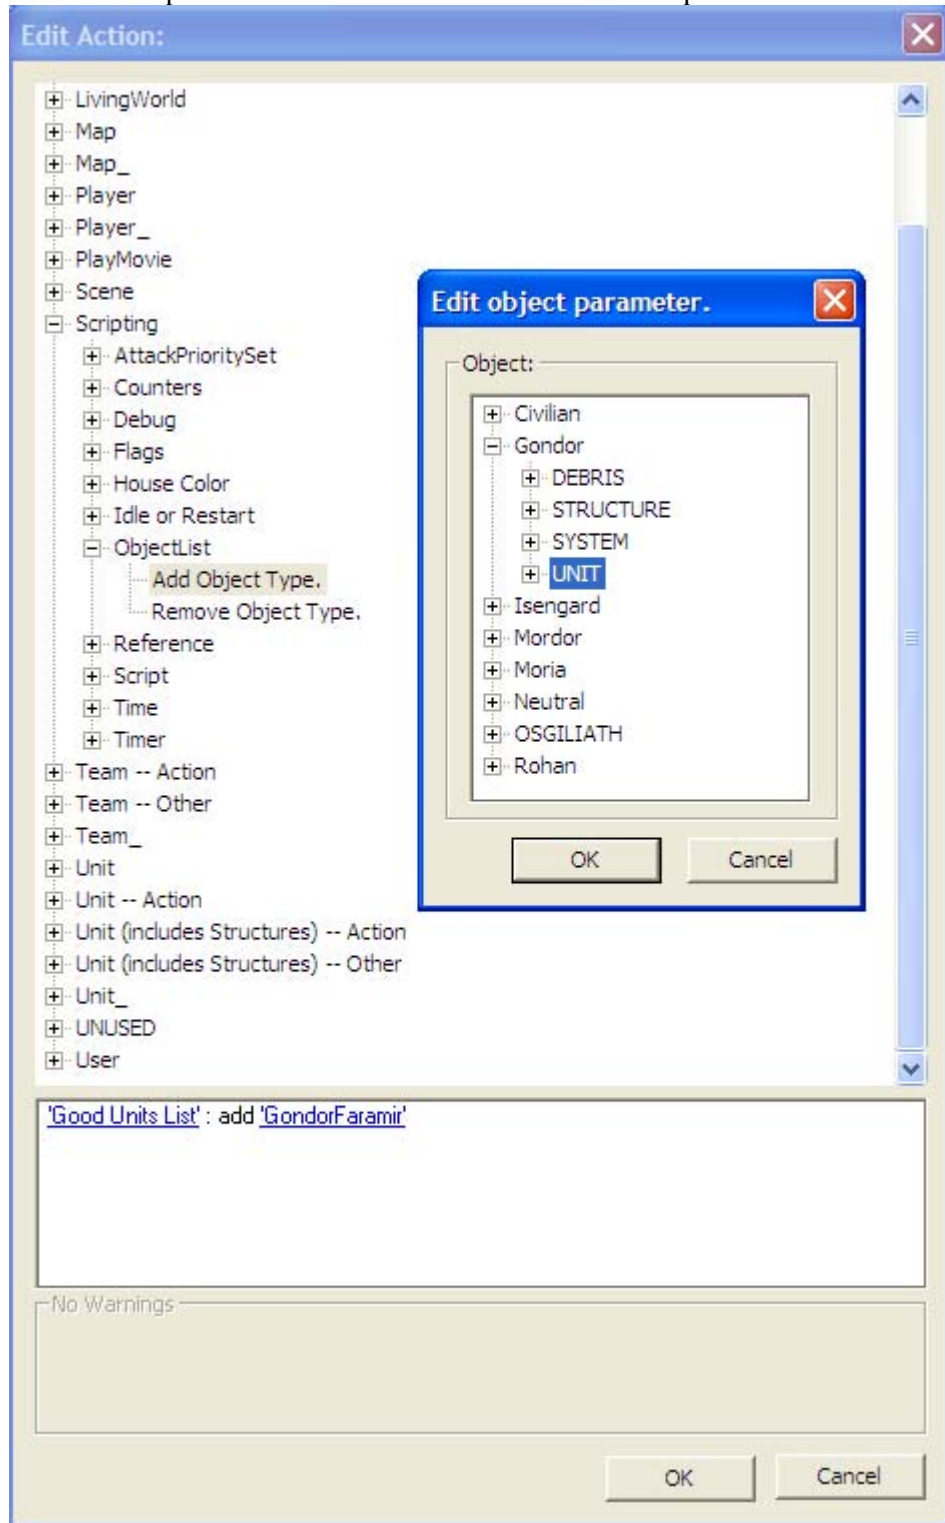 Edit Action:
LivingWorld
Map
Map_
Player
Player_
PlayMovie
Scene
Scripting
AttackPrioritySet
Counters
Debug
Flags
House Color
Idle or Restart
ObjectList
Add Object Type.
Remove Object Type.
Reference
Script
Time
Timer
Team -- Action
Team -- Other
Team_
Unit
Unit -- Action
Unit (includes Structures) -- Action
Unit (includes Structures) -- Other
Unit_
UNUSED
User
Edit object parameter.
Object:
Civilian
Gondor
DEBRIS
STRUCTURE
SYSTEM
UNIT
Isengard
Mordor
Moria
Neutral
OSGILIATH
Rohan
OK Cancel
'Good Units List' : add 'GondorFaramir'
No Warnings
OK Cancel